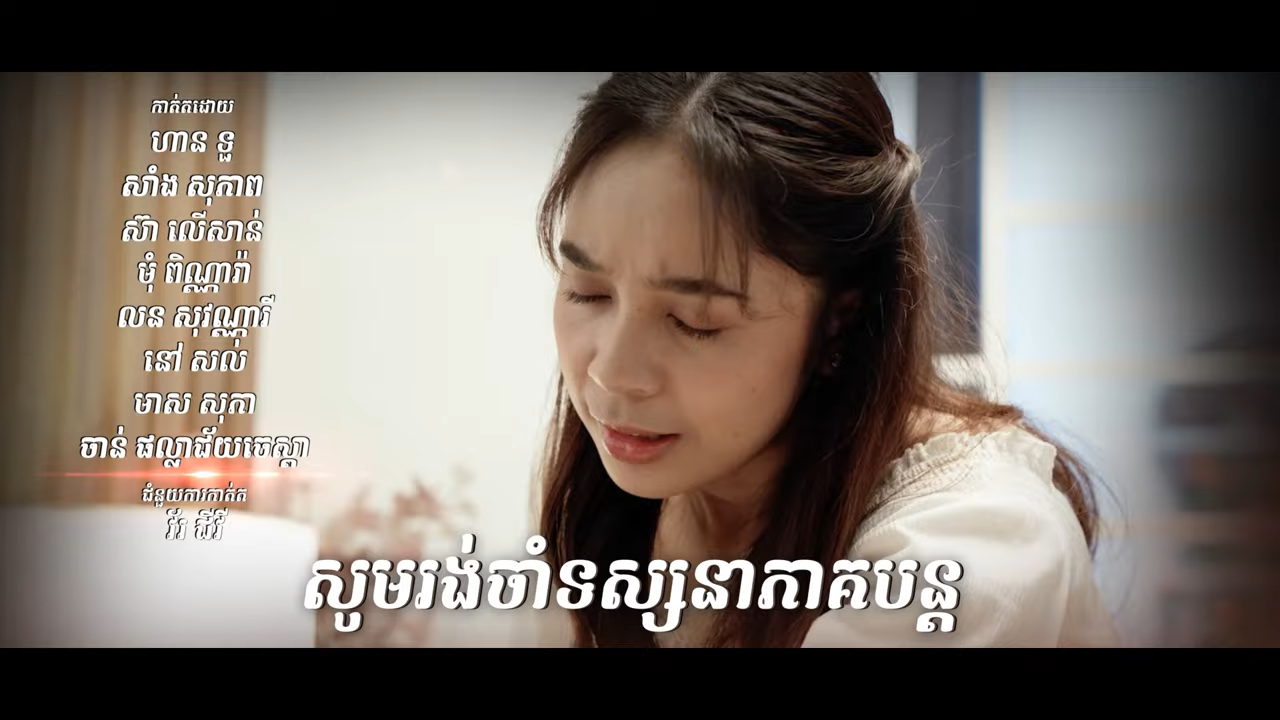 កាត់តដោយ
ហាន ទួ
សាំង សុភាព
ស៊ា លើសាន់
មុំ ពិណ្ណារ៉ា
លន សុវណ្ណារី
នៅ សល់
មាស សុភា
ចាន់ ផល្លាជ័យចេស្តា
ជំនួយការកាត់ត
សូមរង់ចាំទស្សនាភាគបន្ត